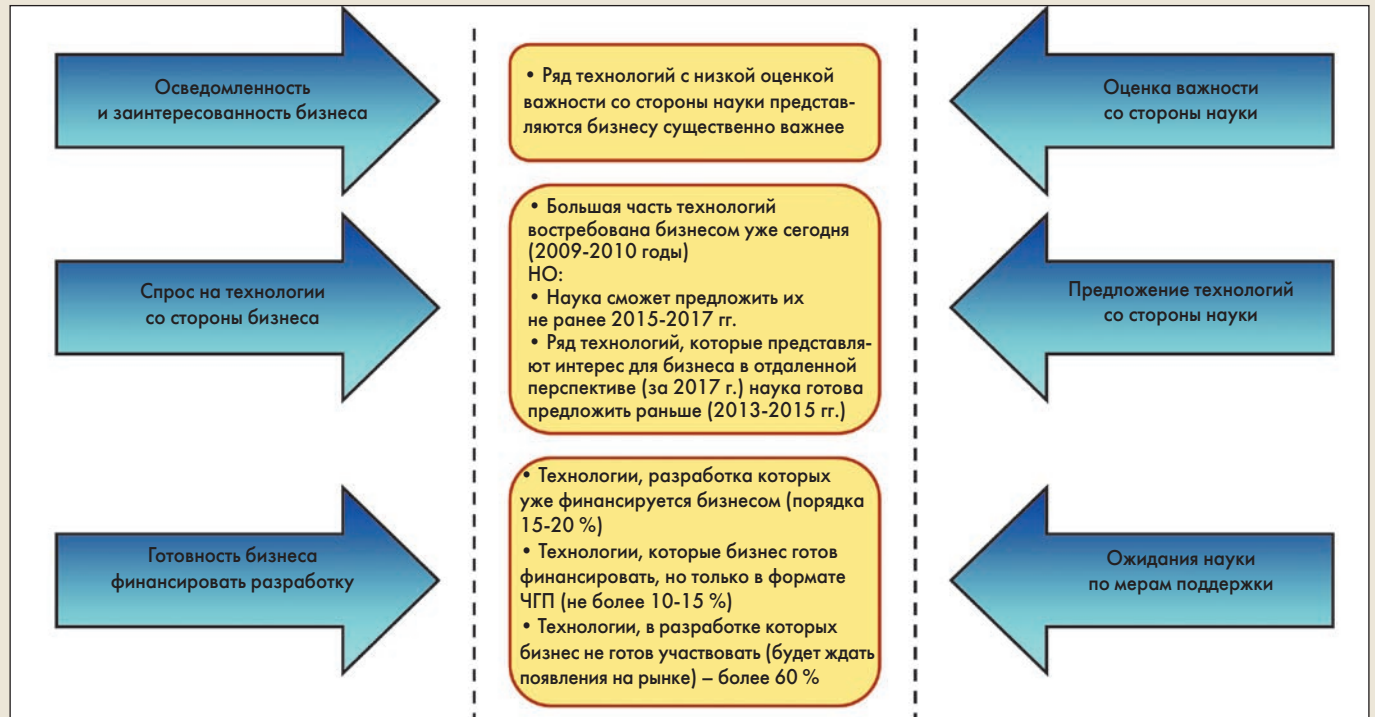 Осведомленность
и заинтересованность бизнеса
• Ряд технологий с низкой оценкой
важности со стороны науки представ-
ляются бизнесу существенно важнее
Оценка важности
со стороны науки
Спрос на технологии
со стороны бизнеса
• Большая часть технологий
востребована бизнесом уже сегодня
(2009-2010 годы)
НО:
• Наука сможет предложить их
не ранее 2015-2017 гг.
• Ряд технологий, которые представля-
ют интерес для бизнеса в отдаленной
перспективе (за 2017 г.) наука готова
предложить раньше (2013-2015 гг.)
Предложение технологий
со стороны науки
Готовность бизнеса
финансировать разработку
• Технологии, разработка которых
уже финансируется бизнесом (порядка
15-20 %)
• Технологии, которые бизнес готов
финансировать, но только в формате
ЧГП (не более 10-15 %)
• Технологии, в разработке которых
бизнес не готов участвовать (будет ждать
появления на рынке) – более 60 %
Ожидания науки
по мерам поддержки